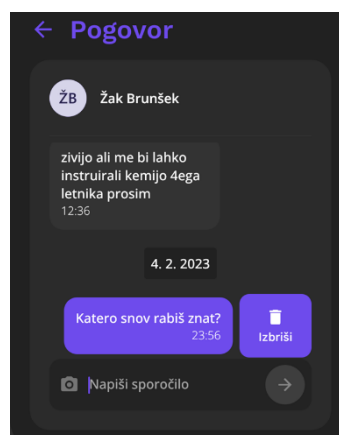 Pogovor
ŽB
Žak Brunšek
zivijo ali me bi lahko
instruirali kemijo 4ega
letnika prosim
12:36
4. 2. 2023
Katero snov rabiš znat?
23:56
Izbriši
Napiši sporočilo